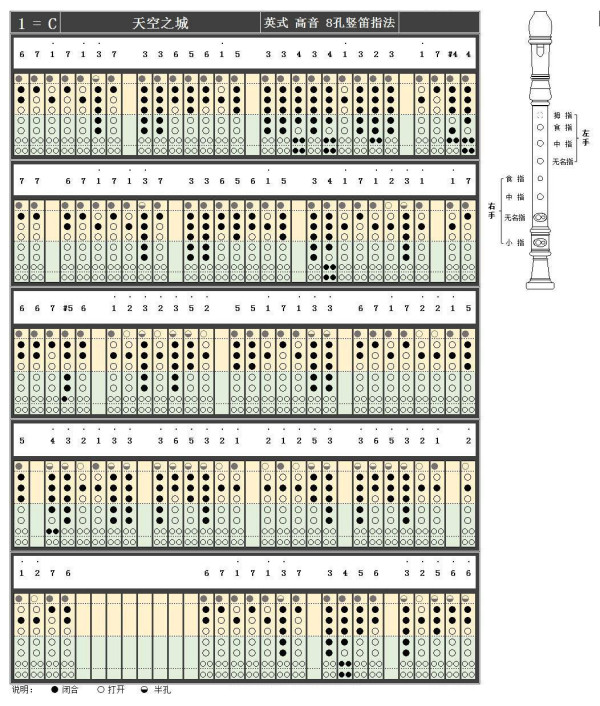 1 = C 天空之城 英式 高音 8孔竖笛指法
6 7 1 7 1 3 7 3 3 6 5 6 1 5 3 3 4 3 4 1 3 2 3 1 7 #4 4
7 7 6 7 1 7 1 3 7 3 3 6 5 6 1 5 3 4 1 7 1 2 3 1 1 7
6 6 7 #5 6 1 2 3 2 3 5 2 5 5 1 7 1 3 3 6 7 1 7 2 2 1 5
5 4 3 2 1 3 3 3 6 5 3 2 1 2 1 2 5 3 3 6 5 3 2 1 2
1 2 7 6 6 7 1 7 1 3 7 3 4 5 6 3 2 5 6 6
拇 指
食 指
中 指
无名指
左手
食 指
中 指
无名指
小 指
右手
说明: 闭合 打开 半孔